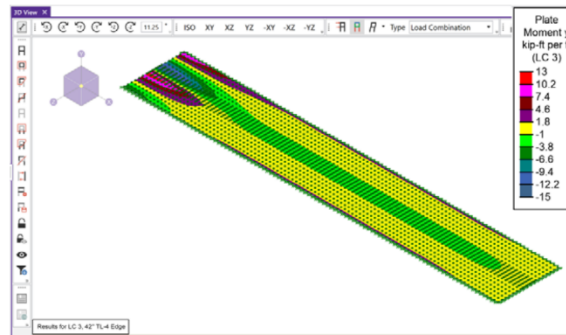 3D View
11.25 °
ISO XY XZ YZ -XY -XZ -YZ
Type Load Combination
Plate
Moment y
kip-ft per f
(LC 3)
13
10.2
7.4
4.6
1.8
-1
-3.8
-6.6
-9.4
-12.2
-15
Results for LC 3, 42" TL-4 Edge